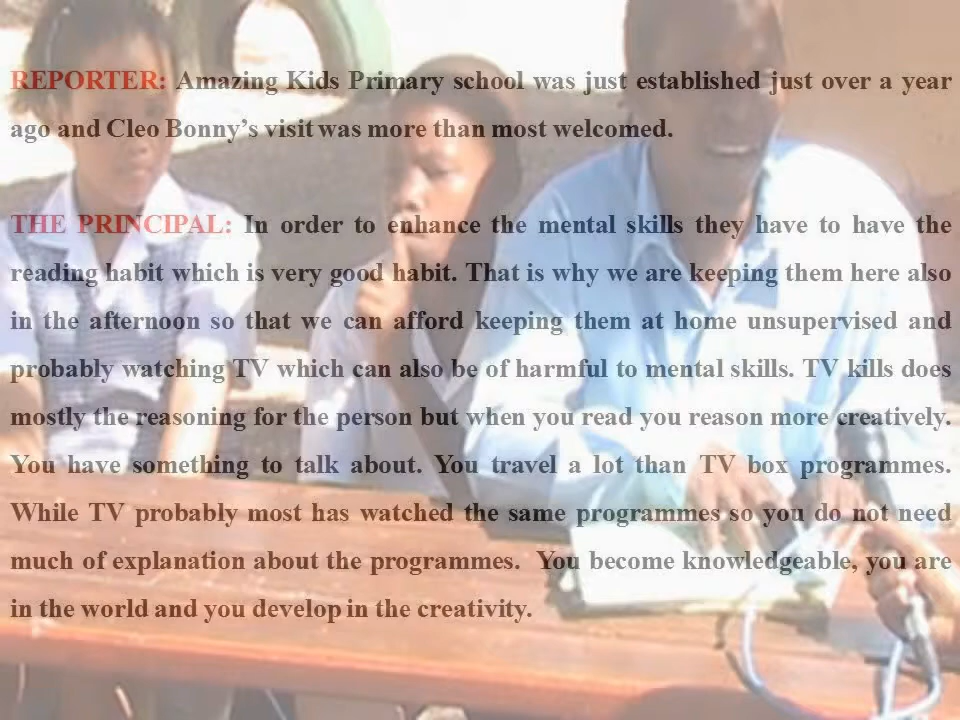 REPORTER: Amazing Kids Primary school was just established just over a year
ago and Cleo Bonny’s visit was more than most welcomed.
THE PRINCIPAL: In order to enhance the mental skills they have to have the
reading habit which is very good habit. That is why we are keeping them here also
in the afternoon so that we can afford keeping them at home unsupervised and
probably watching TV which can also be of harmful to mental skills. TV kills does
mostly the reasoning for the person but when you read you reason more creatively.
You have something to talk about. You travel a lot than TV box programmes.
While TV probably most has watched the same programmes so you do not need
much of explanation about the programmes. You become knowledgeable, you are
in the world and you develop in the creativity.